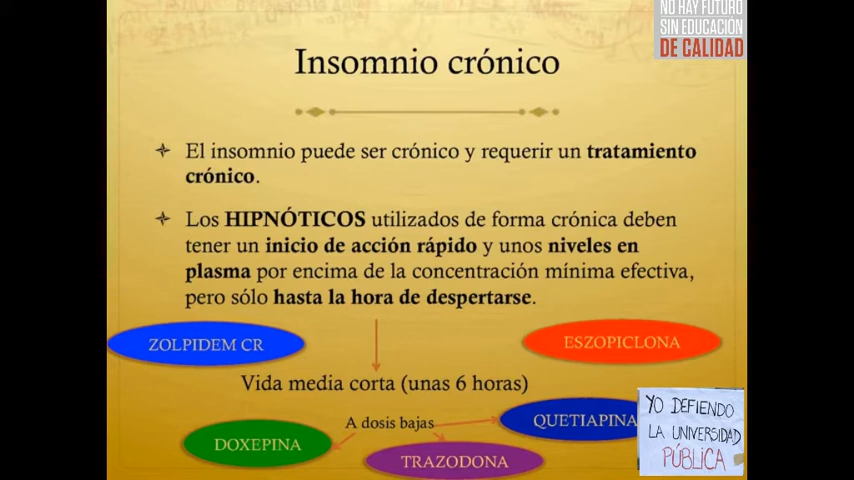 NO HAY FUTURO
SIN EDUCACIÓN
DE CALIDAD
Insomnio crónico
El insomnio puede ser crónico y requerir un tratamiento
crónico.
Los HIPNÓTICOS utilizados de forma crónica deben
tener un inicio de acción rápido y unos niveles en
plasma por encima de la concentración mínima efectiva,
pero sólo hasta la hora de despertarse.
ZOLPIDEM CR
ESZOPICLONA
Vida media corta (unas 6 horas)
A dosis bajas
QUETIAPINA
DOXEPINA
TRAZODONA
YO DEFIENDO
LA UNIVERSIDAD
PÚBLICA